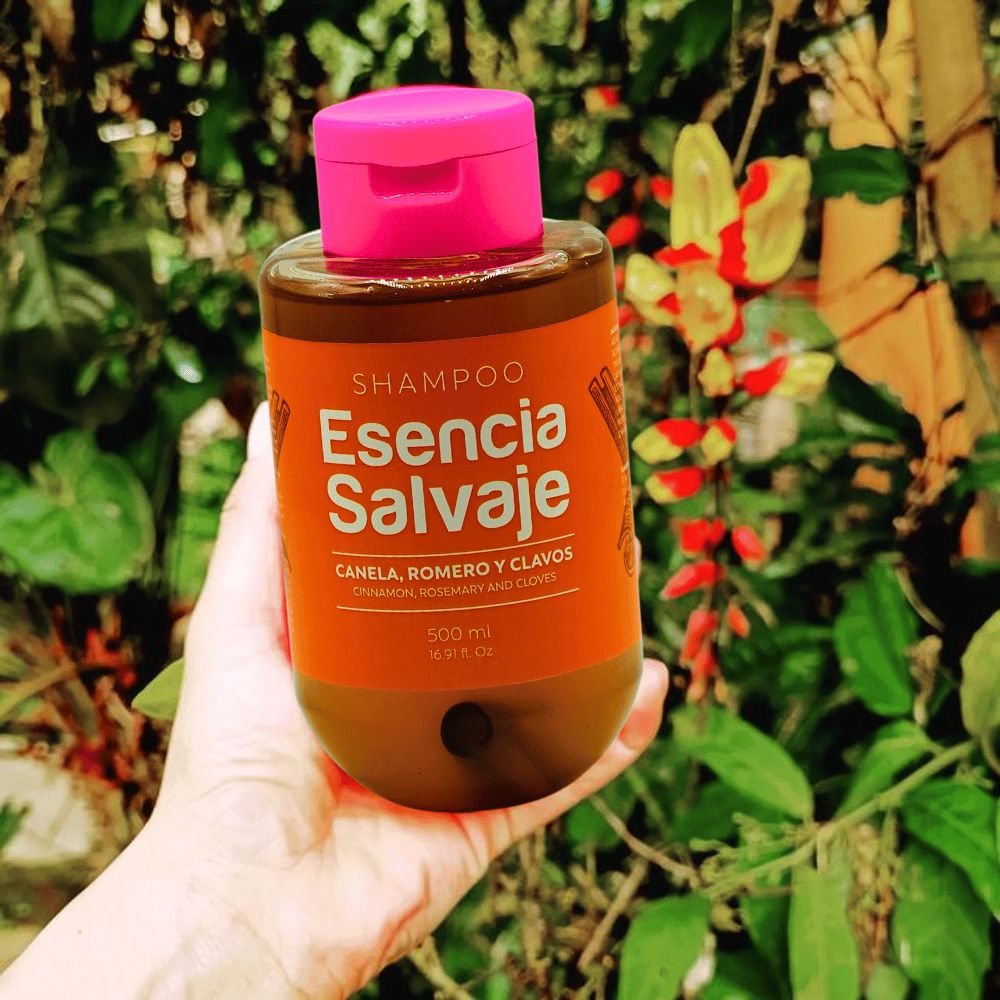 SHAMPOO
Esencia
Salvaje
CANELA, ROMERO Y CLAVOS
CINNAMON, ROSEMARY AND CLOVES
500 ml
16.91 fl. Oz